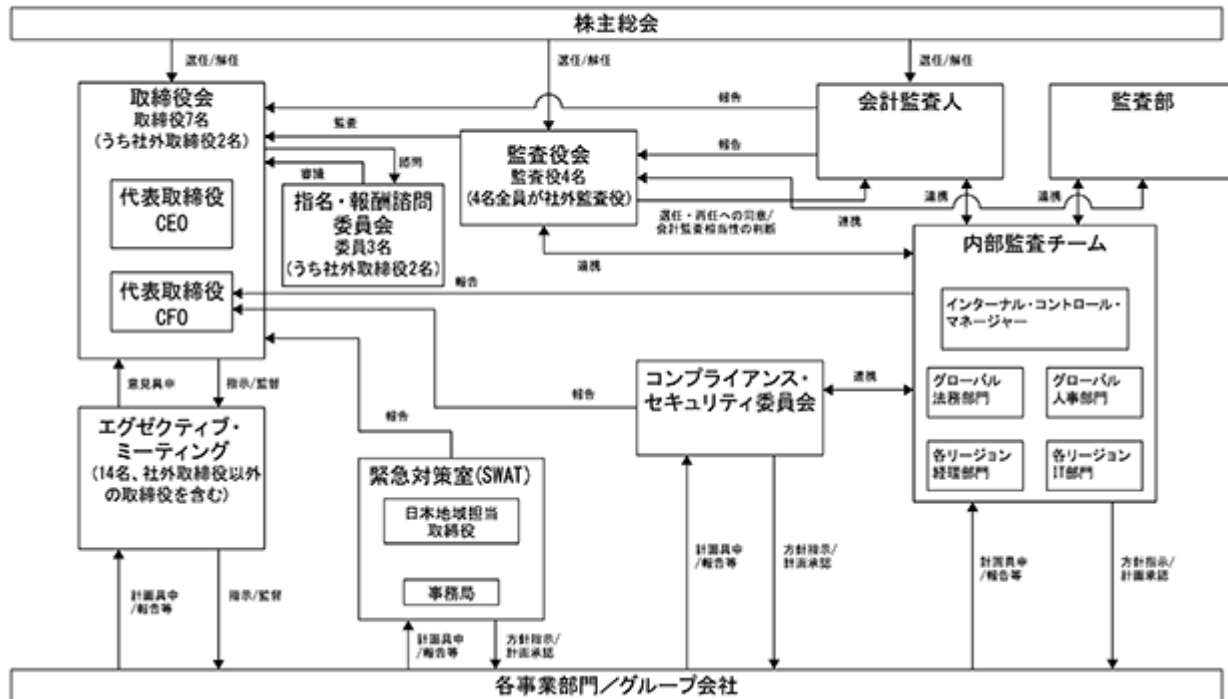 株主総会
選任/解任
選任/解任
選任/解任
取締役会
取締役7名
(うち社外取締役2名)
代表取締役
CEO
代表取締役
CFO
報告
監査
諮問
審議
指名・報酬諮問
委員会
委員3名
(うち社外取締役2名)
監査役会
監査役4名
(4名全員が社外監査役)
報告
会計監査人
監査部
選任・再任への同意/
会計監査相当性の判断
連携
連携
連携
連携
報告
内部監査チーム
インターナル・コントロール・
マネージャー
グローバル
法務部門
グローバル
人事部門
各リージョン
経理部門
各リージョン
IT部門
意見具申
指示/監督
エグゼクティブ・
ミーティング
(14名、社外取締役以外
の取締役を含む)
報告
報告
緊急対策室(SWAT)
日本地域担当
取締役
事務局
コンプライアンス・
セキュリティ委員会
連携
計画具申
/報告等
指示/監督
計画具申
/報告等
方針指示/
計画承認
計画具申
/報告等
方針指示/
計画承認
計画具申
/報告等
方針指示/
計画承認
各事業部門／グループ会社